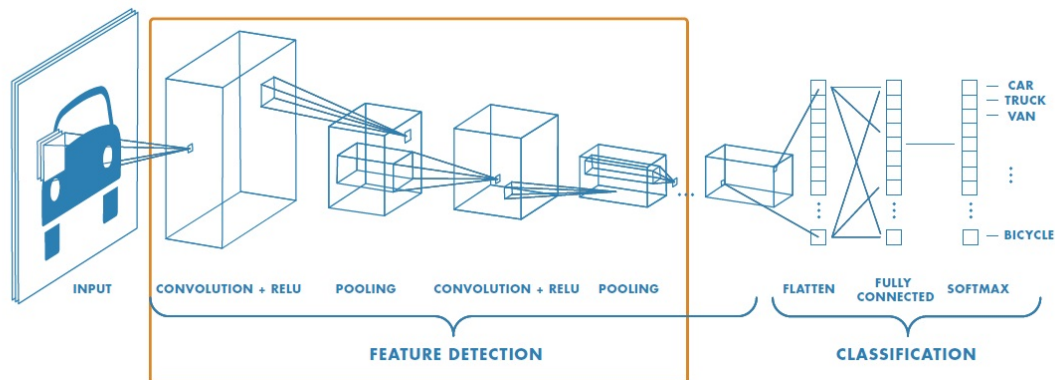 CAR
TRUCK
VAN
BICYCLE
INPUT
CONVOLUTION + RELU
POOLING
CONVOLUTION + RELU
POOLING
FLATTEN
FULLY
CONNECTED
SOFTMAX
FEATURE DETECTION
CLASSIFICATION